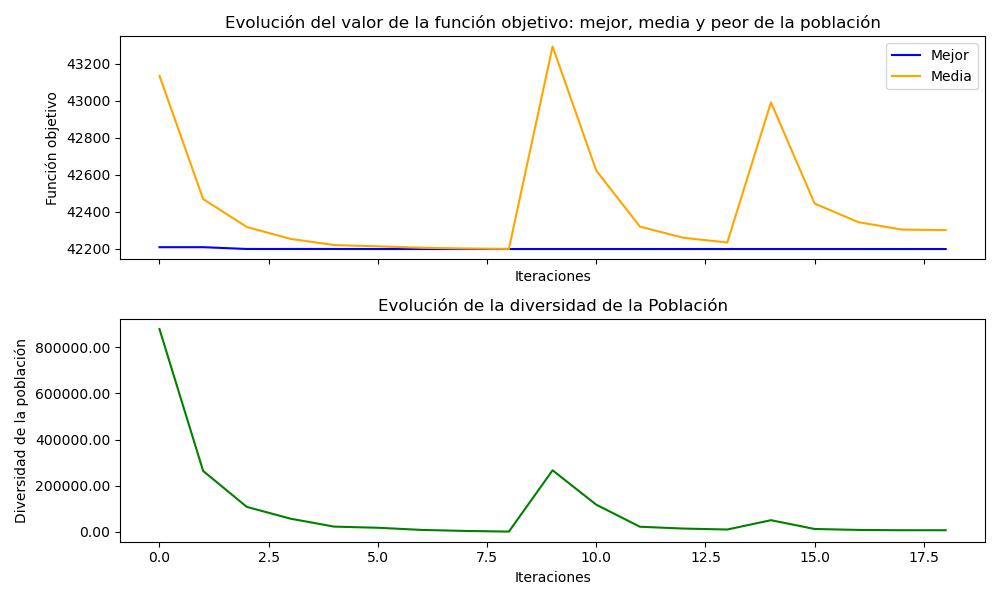 Evolución del valor de la función objetivo: mejor, media y peor de la población
Mejor
Media
Función objetivo
43200
43000
42800
42600
42400
42200
Iteraciones
Evolución de la diversidad de la Población
Diversidad de la población
800000.00
600000.00
400000.00
200000.00
0.00
0.0 2.5 5.0 7.5 10.0 12.5 15.0 17.5
Iteraciones